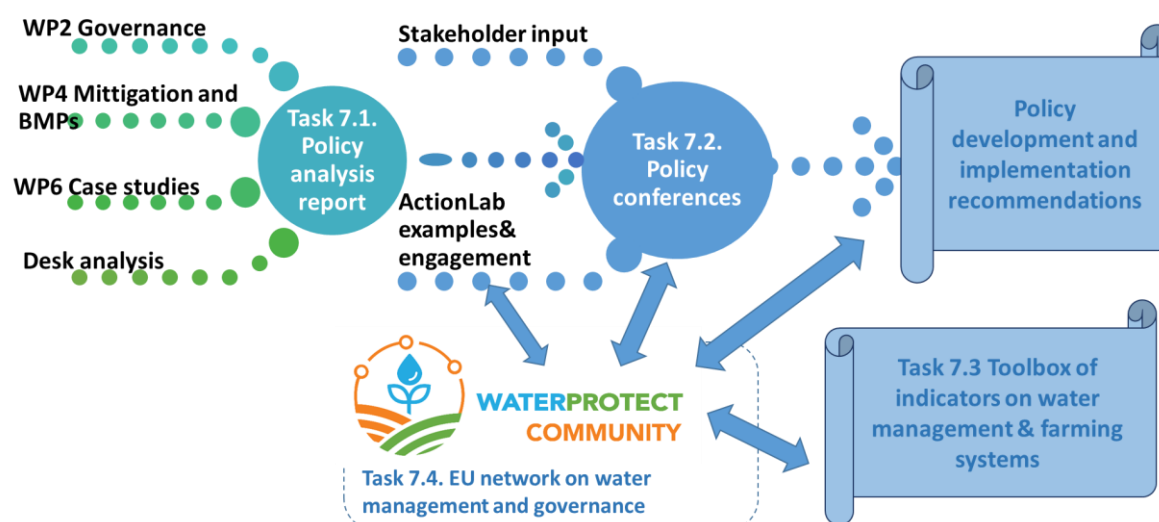 WP2 Governance
WP4 Mittigation and
BMPs
WP6 Case studies
Desk analysis
Task 7.1.
Policy
analysis
report
Stakeholder input
ActionLab
examples&
engagement
Task 7.2.
Policy
conferences
Policy
development and
implementation
recommendations
WATERPROTECT
COMMUNITY
Task 7.4. EU network on water
management and governance
Task 7.3 Toolbox of
indicators on water
management & farming
systems